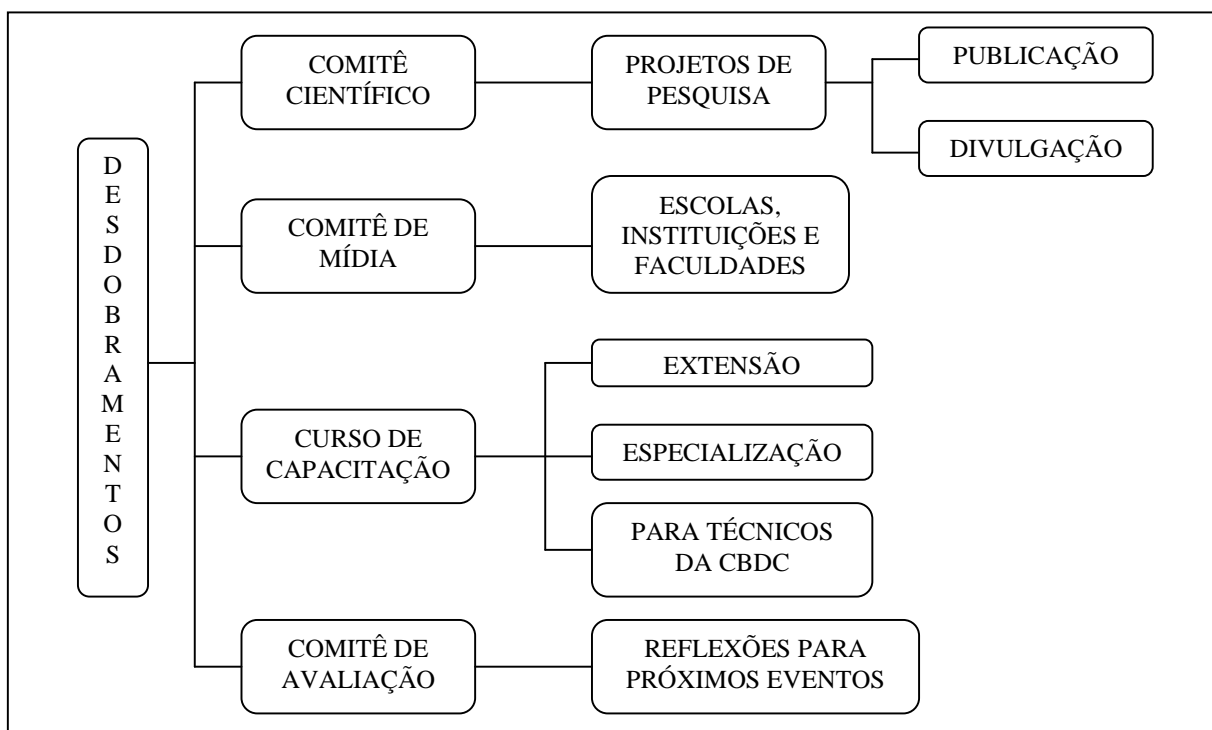 DESDOBRAMENTOS
COMITÊ
CIENTÍFICO
PROJETOS DE
PESQUISA
PUBLICAÇÃO
DIVULGAÇÃO
COMITÊ DE
MÍDIA
ESCOLAS,
INSTITUIÇÕES E
FACULDADES
CURSO DE
CAPACITAÇÃO
EXTENSÃO
ESPECIALIZAÇÃO
PARA TÉCNICOS
DA CBDC
COMITÊ DE
AVALIAÇÃO
REFLEXÕES PARA
PRÓXIMOS EVENTOS